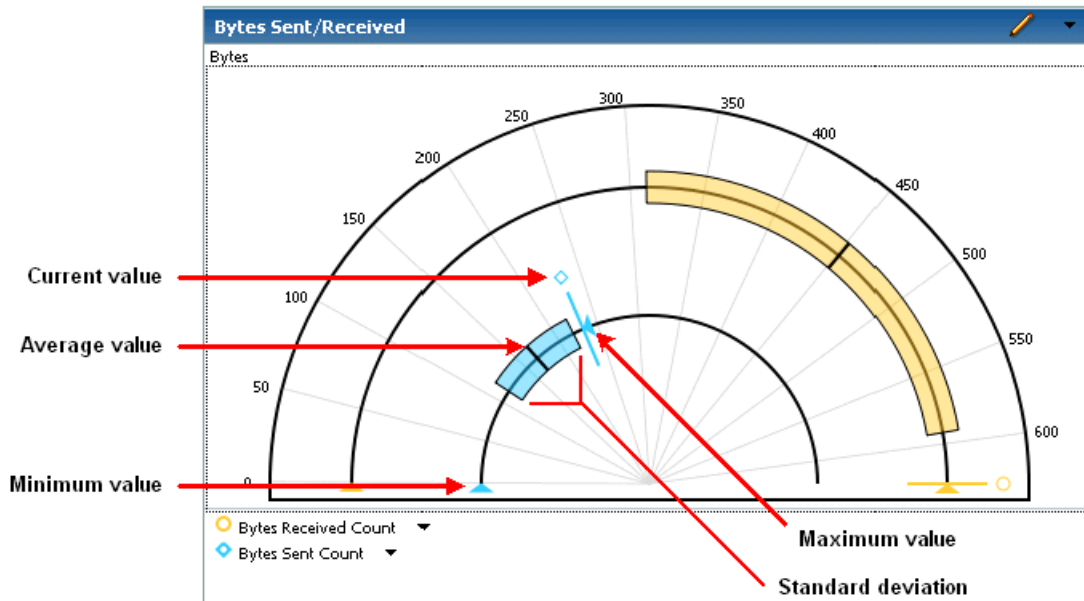 Bytes Sent/Received
Bytes
0
50
100
150
200
250
300
350
400
450
500
550
600
Current value
Average value
Minimum value
Bytes Received Count
Bytes Sent Count
Maximum value
Standard deviation